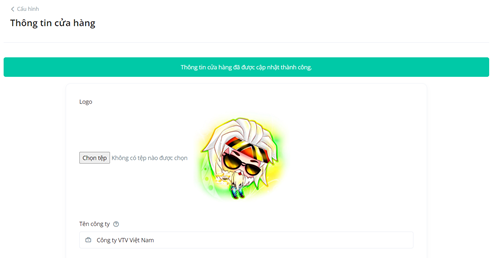 Cấu hình
Thông tin cửa hàng
Thông tin cửa hàng đã được cập nhật thành công.
Logo
Chọn tệp Không có tệp nào được chọn
Tên công ty
Công ty VTV Việt Nam